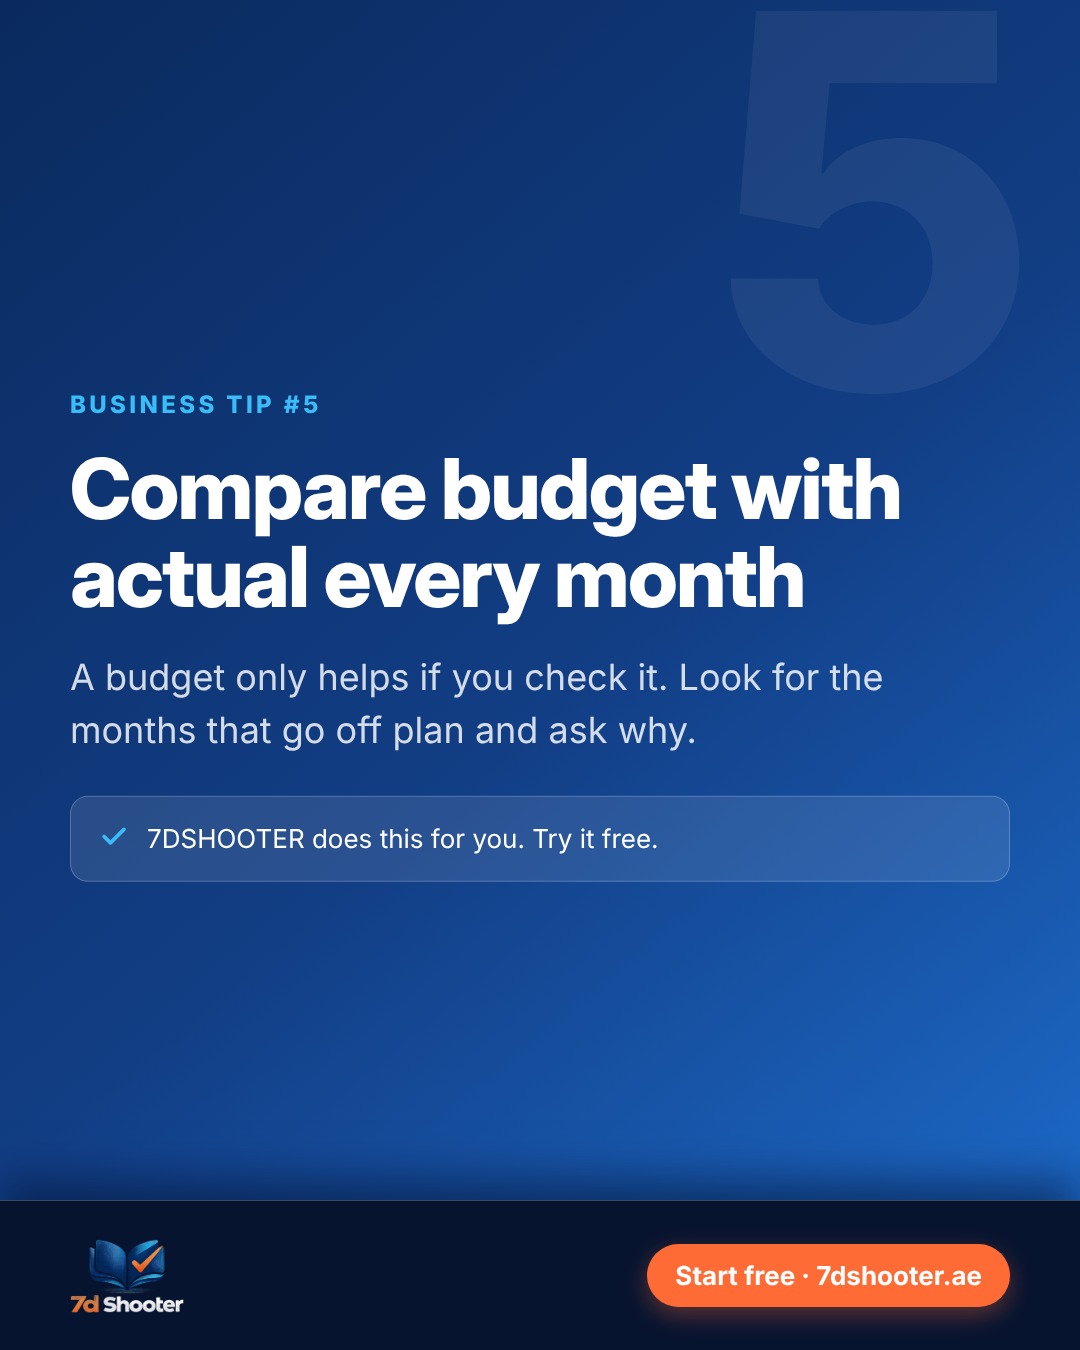 5
BUSINESS TIP #5
Compare budget with
actual every month
A budget only helps if you check it. Look for the
months that go off plan and ask why.
7DSHOOTER does this for you. Try it free.
7d Shooter
Start free · 7dshooter.ae